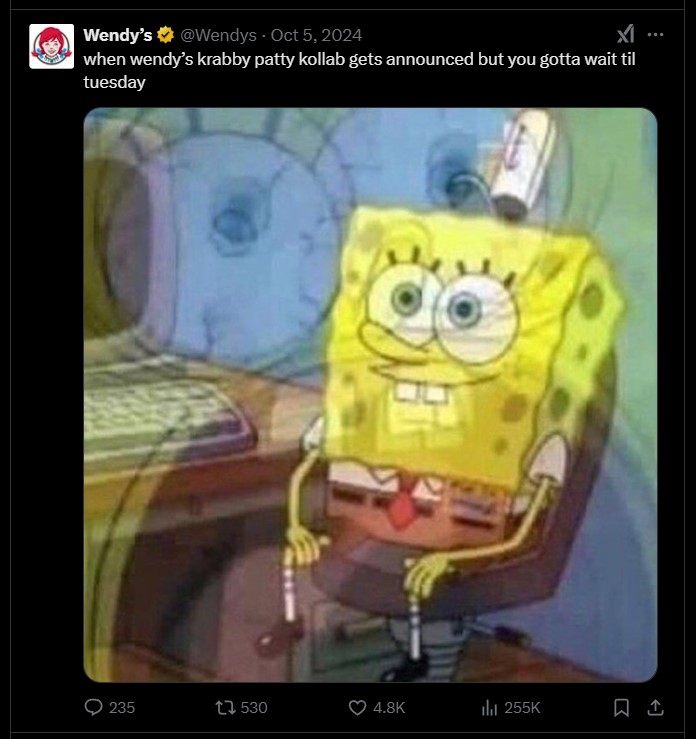 Wendy's @Wendys · Oct 5, 2024
when wendy's krabby patty kollab gets announced but you gotta wait til
tuesday
235 530 4.8K 255K